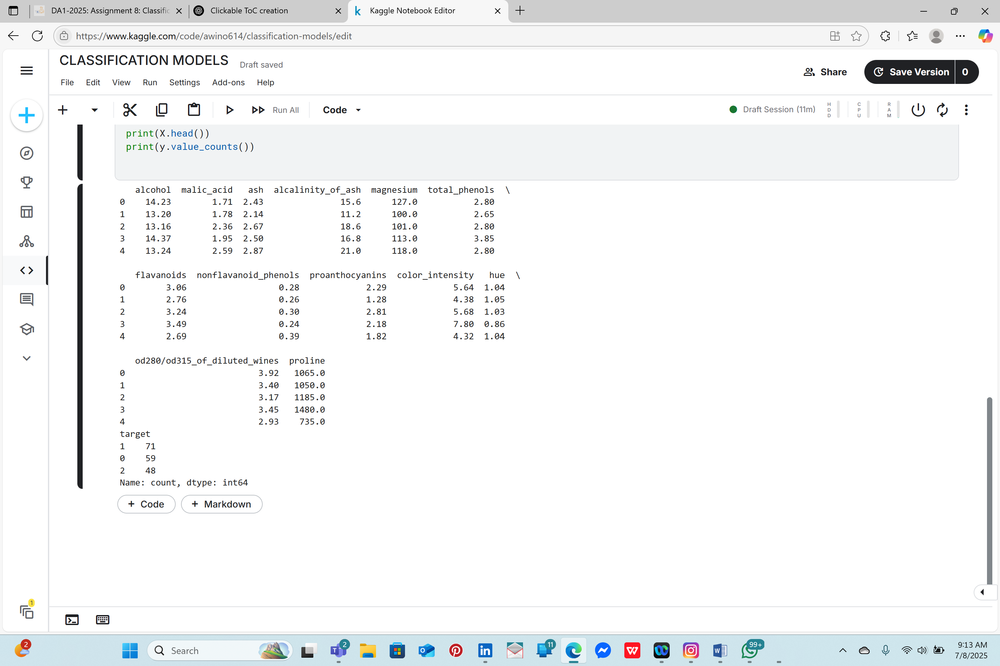 DA1-2025: Assignment 8: Classific
Clickable ToC creation
Kaggle Notebook Editor
https://www.kaggle.com/code/awino614/classification-models/edit
CLASSIFICATION MODELS Draft saved
File Edit View Run Settings Add-ons Help
Share
Save Version 0
Run All Code
Draft Session (11m) HDD CPU RAM
print(X.head())
print(y.value_counts())
   alcohol  malic_acid   ash  alcalinity_of_ash  magnesium  total_phenols  \
0    14.23        1.71  2.43               15.6      127.0           2.80
1    13.20        1.78  2.14               11.2      100.0           2.65
2    13.16        2.36  2.67               18.6      101.0           2.80
3    14.37        1.95  2.50               16.8      113.0           3.85
4    13.24        2.59  2.87               21.0      118.0           2.80
   flavanoids  nonflavanoid_phenols  proanthocyanins  color_intensity   hue  \
0        3.06                  0.28             2.29             5.64  1.04
1        2.76                  0.26             1.28             4.38  1.05
2        3.24                  0.30             2.81             5.68  1.03
3        3.49                  0.24             2.18             7.80  0.86
4        2.69                  0.39             1.82             4.32  1.04
   od280/od315_of_diluted_wines  proline
0                          3.92   1065.0
1                          3.40   1050.0
2                          3.17   1185.0
3                          3.45   1480.0
4                          2.93    735.0
target
1    71
0    59
2    48
Name: count, dtype: int64
+ Code + Markdown
1
2
Search
2
11
99+
9:13 AM
7/8/2025